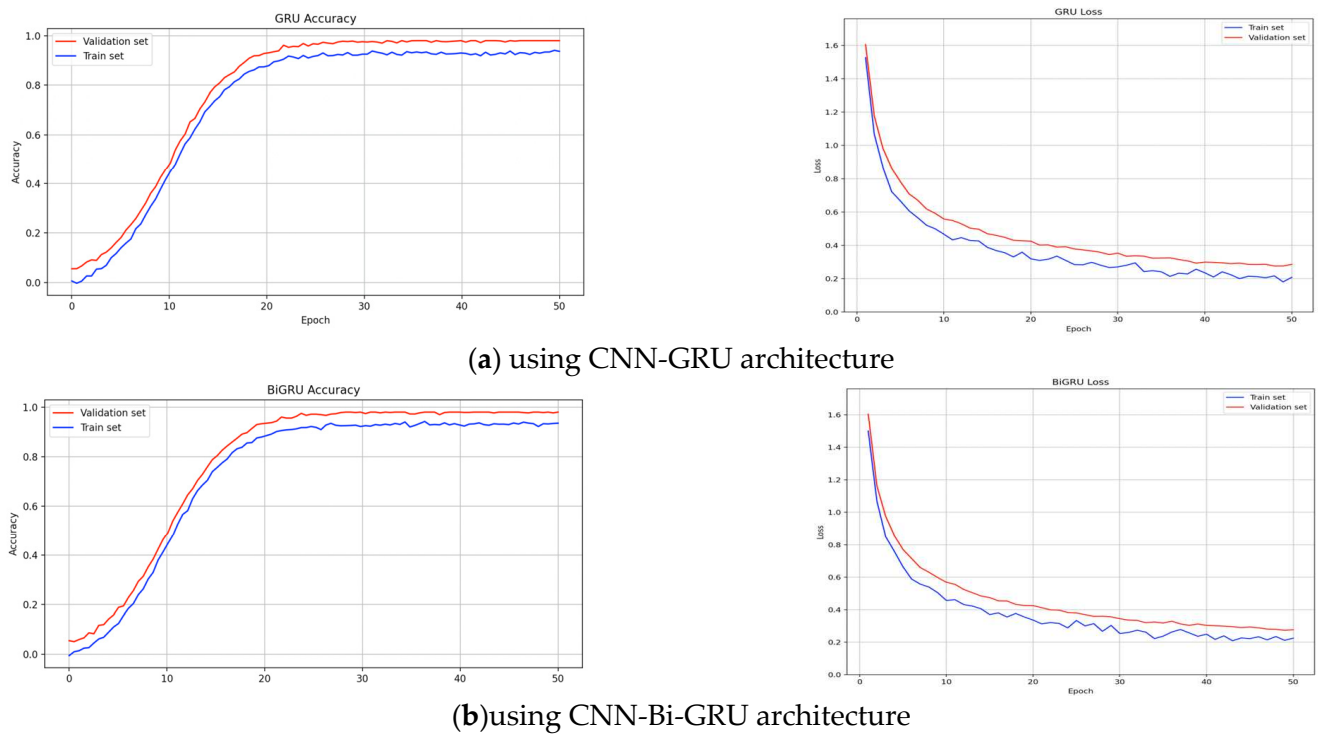 GRU Accuracy
Validation set
Train set
1.0
0.8
0.6
0.4
0.2
0.0
Accuracy
0 10 20 30 40 50
Epoch
GRU Loss
Train set
Validation set
1.6
1.4
1.2
1.0
0.8
0.6
0.4
0.2
0.0
Loss
0 10 20 30 40 50
Epoch
(a) using CNN-GRU architecture
BiGRU Accuracy
Validation set
Train set
1.0
0.8
0.6
0.4
0.2
0.0
Accuracy
0 10 20 30 40 50
BiGRU Loss
Train set
Validation set
1.6
1.4
1.2
1.0
0.8
0.6
0.4
0.2
0.0
Loss
0 10 20 30 40 50
Epoch
(b)using CNN-Bi-GRU architecture